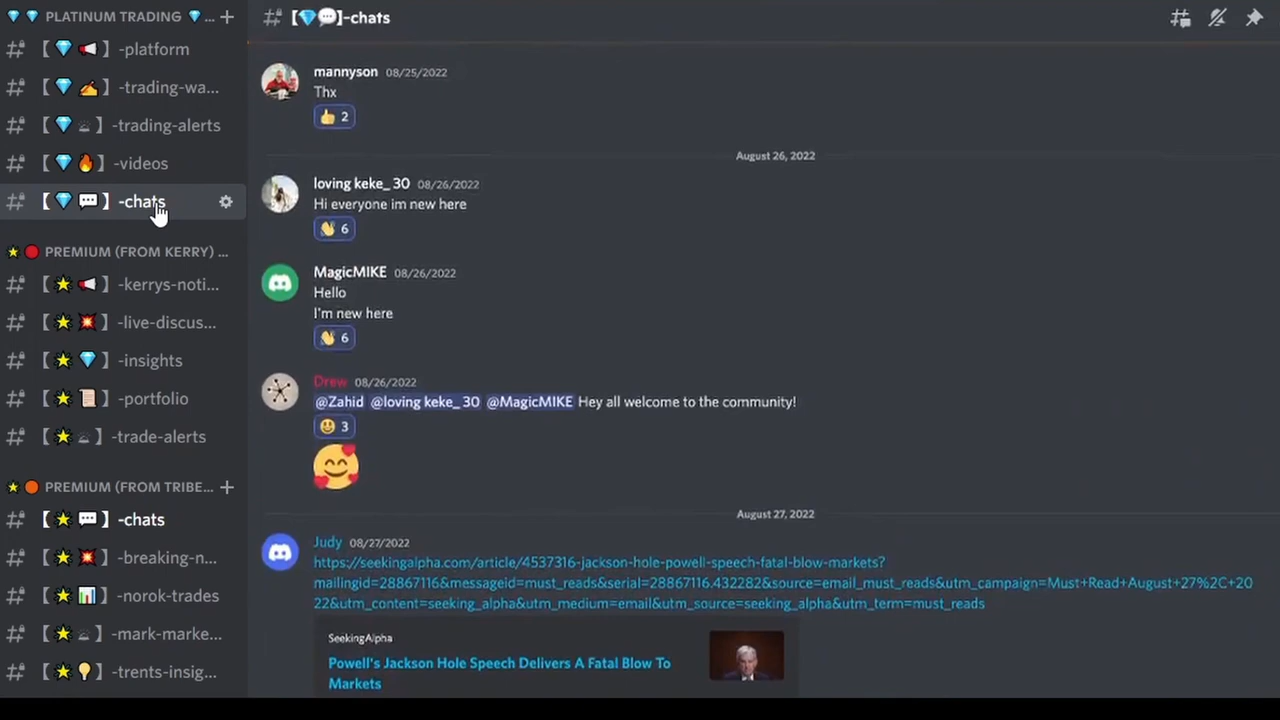 💎 💎 PLATINUM TRADING 💎 ...
【 💎 📢 】 -platform
【 💎 ✍ 】 -trading-wa...
【 💎 🚨 】 -trading-alerts
【 💎 🔥 】 -videos
【 💎 💬 】 -chats
⭐ 🔴 PREMIUM (FROM KERRY) ...
【 ⭐ 📢 】 -kerrys-noti...
【 ⭐ 💥 】 -live-discus...
【 ⭐ 💎 】 -insights
【 ⭐ 📜 】 -portfolio
【 ⭐ 🚨 】 -trade-alerts
⭐ 🟠 PREMIUM (FROM TRIBE...
【 ⭐ 💬 】 -chats
【 ⭐ 💥 】 -breaking-n...
【 ⭐ 📊 】 -norok-trades
【 ⭐ 🚨 】 -mark-marke...
【 ⭐ 💡 】 -trents-insig...
【💎💬】-chats
mannyson 08/25/2022
Thx
👍 2
August 26, 2022
loving keke_ 30 08/26/2022
Hi everyone im new here
👋 6
MagicMIKE 08/26/2022
Hello
I'm new here
👋 6
Drew 08/26/2022
@Zahid @loving keke_ 30 @MagicMIKE Hey all welcome to the community!
😃 3
🥰
August 27, 2022
Judy 08/27/2022
https://seekingalpha.com/article/4537316-jackson-hole-powell-speech-fatal-blow-markets?
mailingid=28867116&messageid=must_reads&serial=28867116.432282&source=email_must_reads&utm_campaign=Must+Read+August+27%2C+20
22&utm_content=seeking_alpha&utm_medium=email&utm_source=seeking_alpha&utm_term=must_reads
SeekingAlpha
Powell's Jackson Hole Speech Delivers A Fatal Blow To
Markets